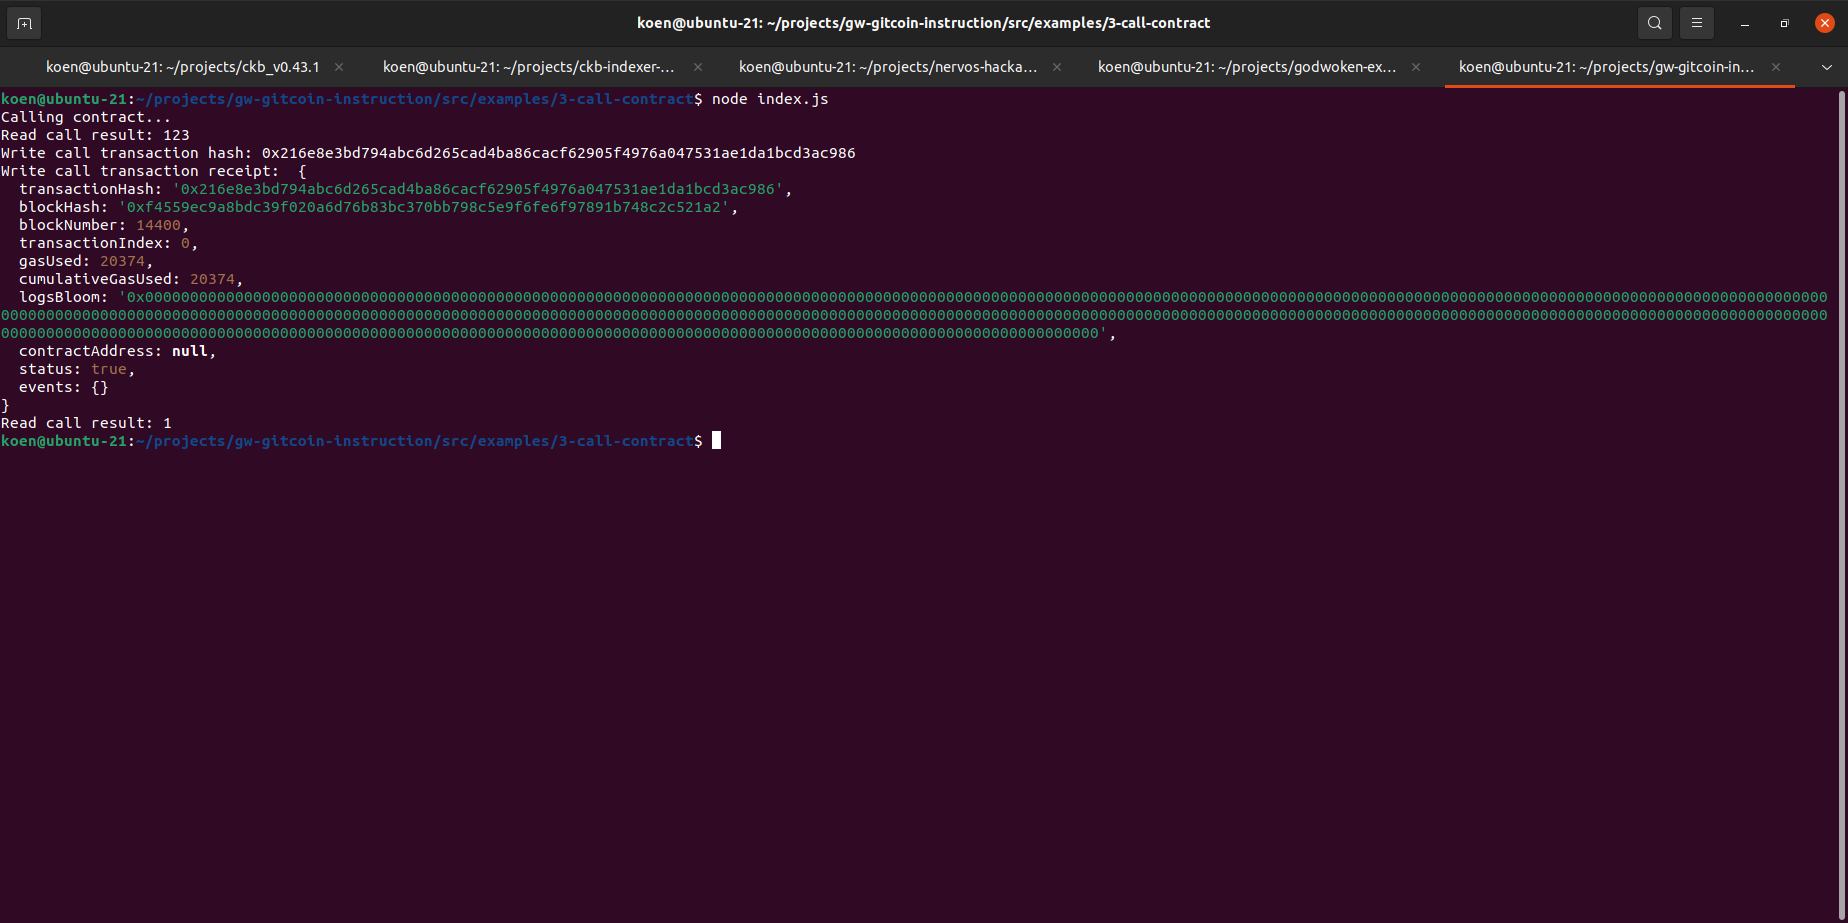 koen@ubuntu-21: ~/projects/gw-gitcoin-instruction/src/examples/3-call-contract
koen@ubuntu-21: ~/projects/ckb_v0.43.1 koen@ubuntu-21: ~/projects/ckb-indexer-... koen@ubuntu-21: ~/projects/nervos-hacka... koen@ubuntu-21: ~/projects/godwoken-ex... koen@ubuntu-21: ~/projects/gw-gitcoin-in...
koen@ubuntu-21:~/projects/gw-gitcoin-instruction/src/examples/3-call-contract$ node index.js
Calling contract...
Read call result: 123
Write call transaction hash: 0x216e8e3bd794abc6d265cad4ba86cacf62905f4976a047531ae1da1bcd3ac986
Write call transaction receipt:  {
  transactionHash: '0x216e8e3bd794abc6d265cad4ba86cacf62905f4976a047531ae1da1bcd3ac986',
  blockHash: '0xf4559ec9a8bdc39f020a6d76b83bc370bb798c5e9f6fe6f97891b748c2c521a2',
  blockNumber: 14400,
  transactionIndex: 0,
  gasUsed: 20374,
  cumulativeGasUsed: 20374,
  logsBloom: '0x0000000000000000000000000000000000000000000000000000000000000000000000000000000000000000000000000000000000000000000000000000000000000000000000000000000000000000000000000000000000000000000
00000000000000000000000000000000000000000000000000000000000000000000000000000000000000000000000000000000000000000000000000000000000000000000000000000000000000000000000000000000000000000000000000000000000
00000000000000000000000000000000000000000000000000000000000000000000000000000000000000000000000000000000000000000000000000',
  contractAddress: null,
  status: true,
  events: {}
}
Read call result: 1
koen@ubuntu-21:~/projects/gw-gitcoin-instruction/src/examples/3-call-contract$